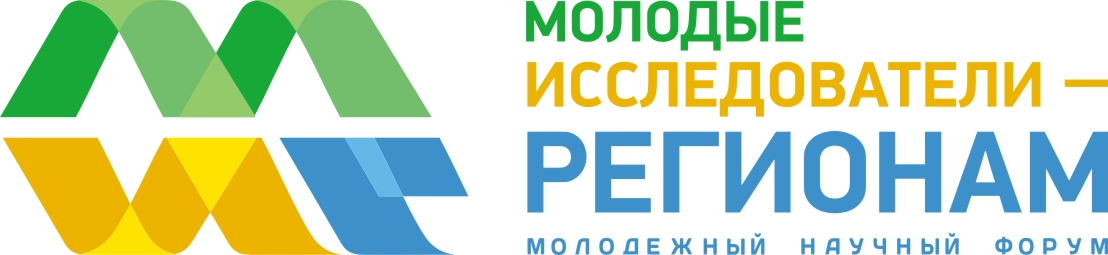 МОЛОДЫЕ
ИССЛЕДОВАТЕЛИ —
РЕГИОНАМ
МОЛОДЕЖНЫЙ НАУЧНЫЙ ФОРУМ